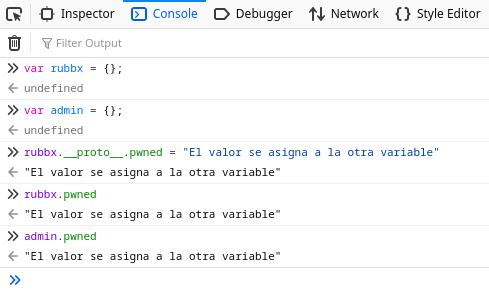 Inspector Console Debugger Network Style Editor
Filter Output
var rubbx = {};
undefined
var admin = {};
undefined
rubbx.__proto__.pwned = "El valor se asigna a la otra variable"
"El valor se asigna a la otra variable"
rubbx.pwned
"El valor se asigna a la otra variable"
admin.pwned
"El valor se asigna a la otra variable"